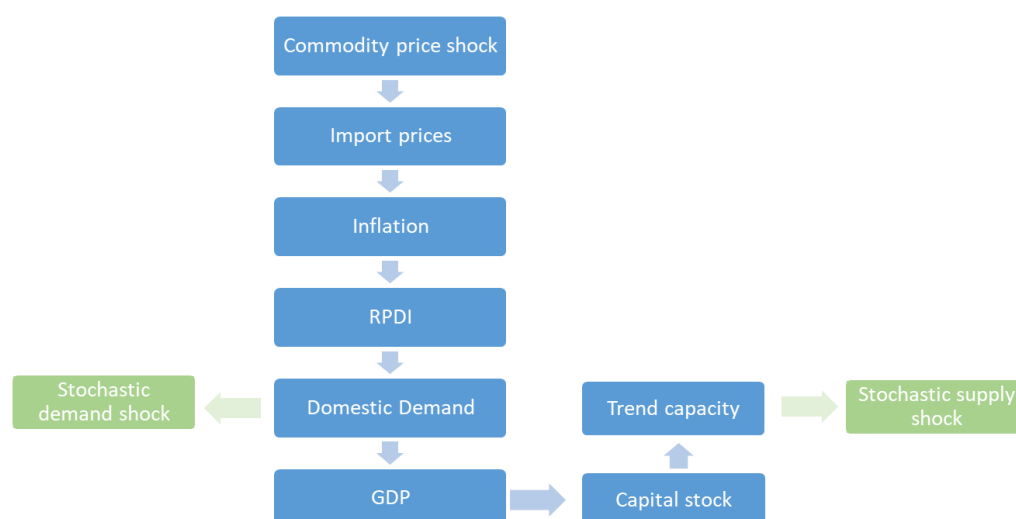 Commodity price shock
Import prices
Inflation
RPDI
Stochastic
demand shock
Domestic Demand
Trend capacity
Stochastic supply
shock
GDP
Capital stock